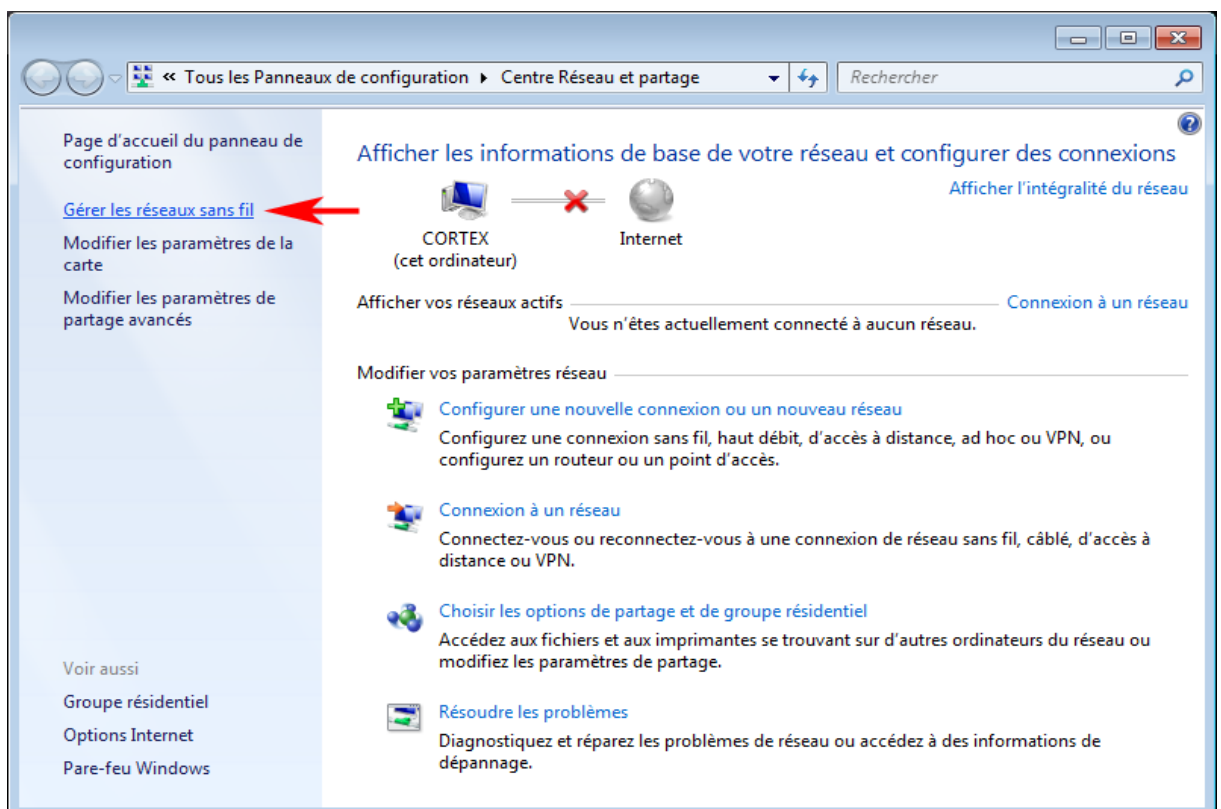 « Tous les Panneaux de configuration ▸ Centre Réseau et partage
Rechercher
Page d'accueil du panneau de
configuration
Gérer les réseaux sans fil
Modifier les paramètres de la
carte
Modifier les paramètres de
partage avancés
Voir aussi
Groupe résidentiel
Options Internet
Pare-feu Windows
Afficher les informations de base de votre réseau et configurer des connexions
Afficher l'intégralité du réseau
CORTEX
(cet ordinateur)
Internet
Afficher vos réseaux actifs
Connexion à un réseau
Vous n'êtes actuellement connecté à aucun réseau.
Modifier vos paramètres réseau
Configurer une nouvelle connexion ou un nouveau réseau
Configurez une connexion sans fil, haut débit, d'accès à distance, ad hoc ou VPN, ou
configurez un routeur ou un point d'accès.
Connexion à un réseau
Connectez-vous ou reconnectez-vous à une connexion de réseau sans fil, câblé, d'accès à
distance ou VPN.
Choisir les options de partage et de groupe résidentiel
Accédez aux fichiers et aux imprimantes se trouvant sur d'autres ordinateurs du réseau ou
modifiez les paramètres de partage.
Résoudre les problèmes
Diagnostiquez et réparez les problèmes de réseau ou accédez à des informations de
dépannage.